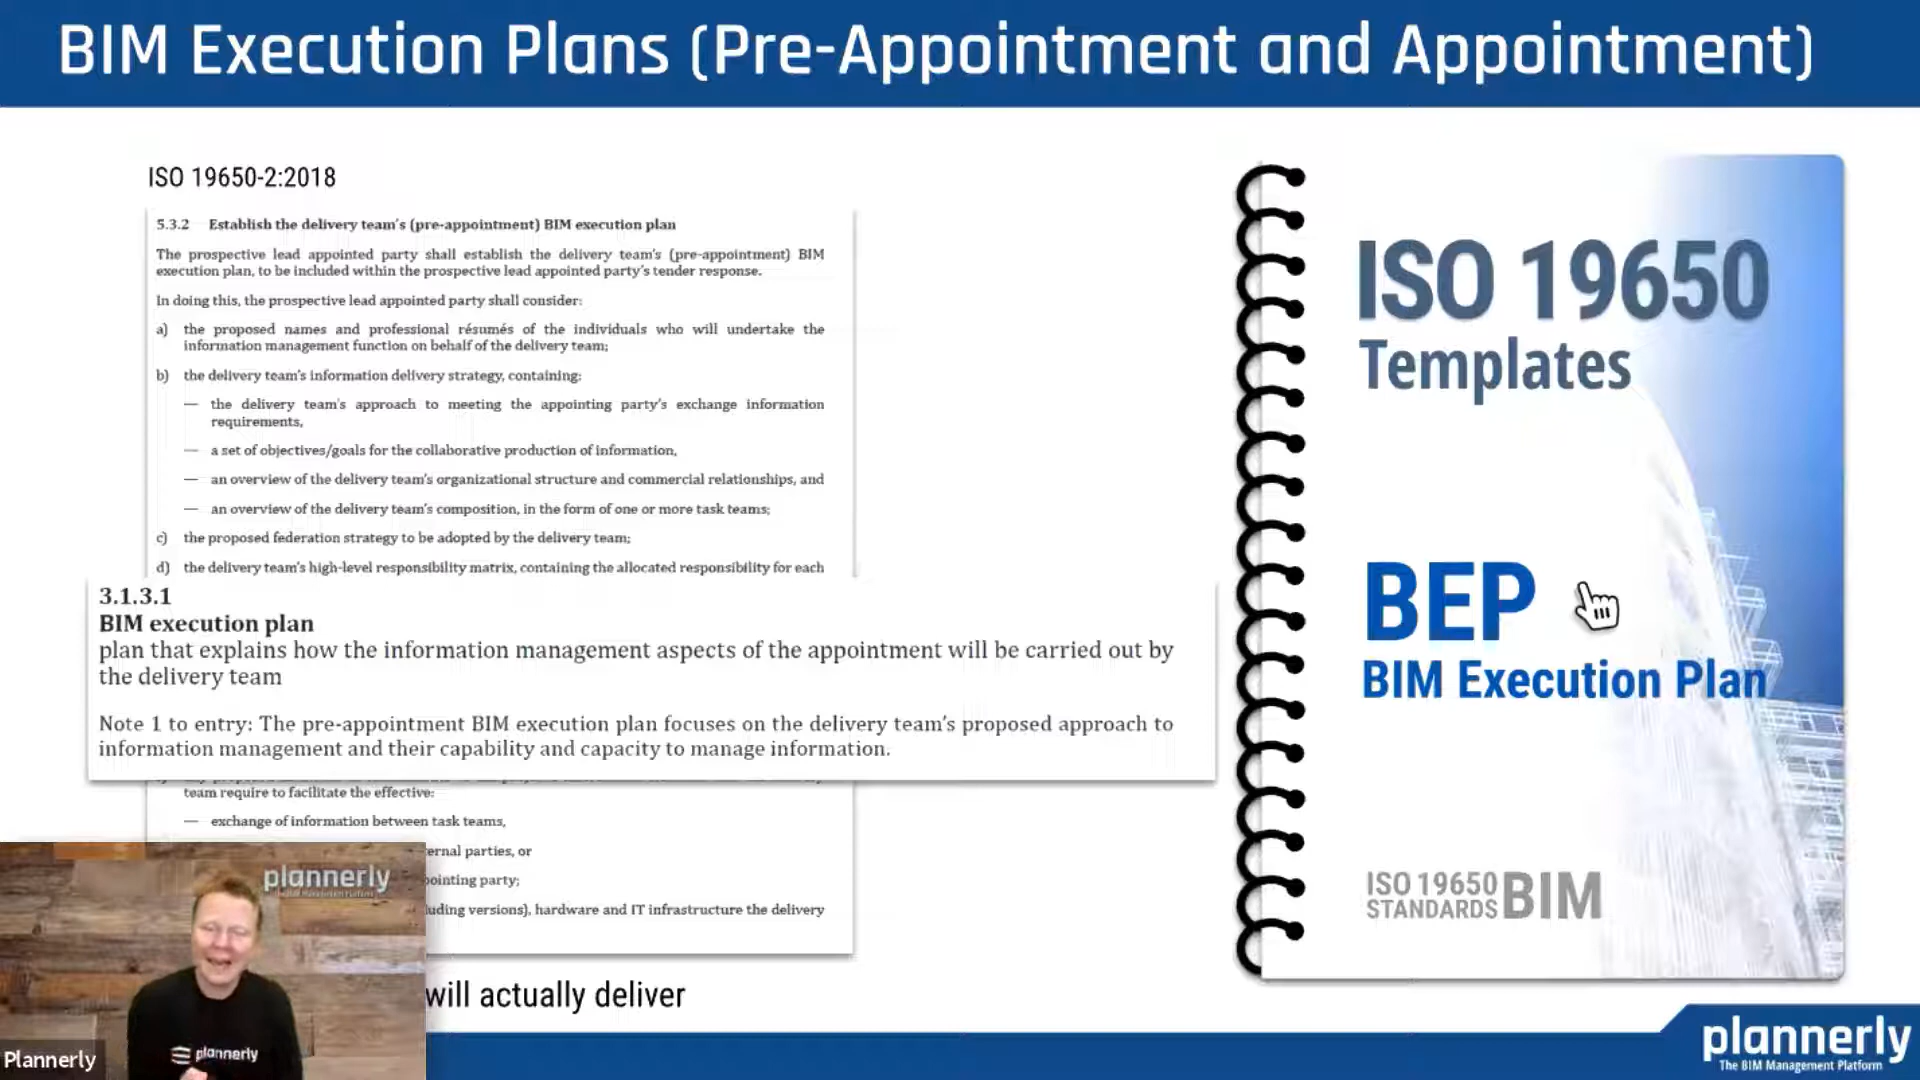 BIM Execution Plans (Pre-Appointment and Appointment)
ISO 19650-2:2018
5.3.2 Establish the delivery team's (pre-appointment) BIM execution plan
The prospective lead appointed party shall establish the delivery team's (pre-appointment) BIM
execution plan, to be included within the prospective lead appointed party's tender response.
In doing this, the prospective lead appointed party shall consider:
a) the proposed names and professional résumés of the individuals who will undertake the
information management function on behalf of the delivery team;
b) the delivery team's information delivery strategy, containing:
— the delivery team's approach to meeting the appointing party's exchange information
requirements,
— a set of objectives/goals for the collaborative production of information,
— an overview of the delivery team's organizational structure and commercial relationships, and
— an overview of the delivery team's composition, in the form of one or more task teams;
c) the proposed federation strategy to be adopted by the delivery team;
d) the delivery team's high-level responsibility matrix, containing the allocated responsibility for each
3.1.3.1
BIM execution plan
plan that explains how the information management aspects of the appointment will be carried out by
the delivery team
Note 1 to entry: The pre-appointment BIM execution plan focuses on the delivery team's proposed approach to
information management and their capability and capacity to manage information.
team require to facilitate the effective:
— exchange of information between task teams,
ternal parties, or
pointing party;
luding versions), hardware and IT infrastructure the delivery
will actually deliver
ISO 19650
Templates
BEP
BIM Execution Plan
ISO 19650
STANDARDS BIM
plannerly
plannerly
Plannerly
plannerly
The BIM Management Platform